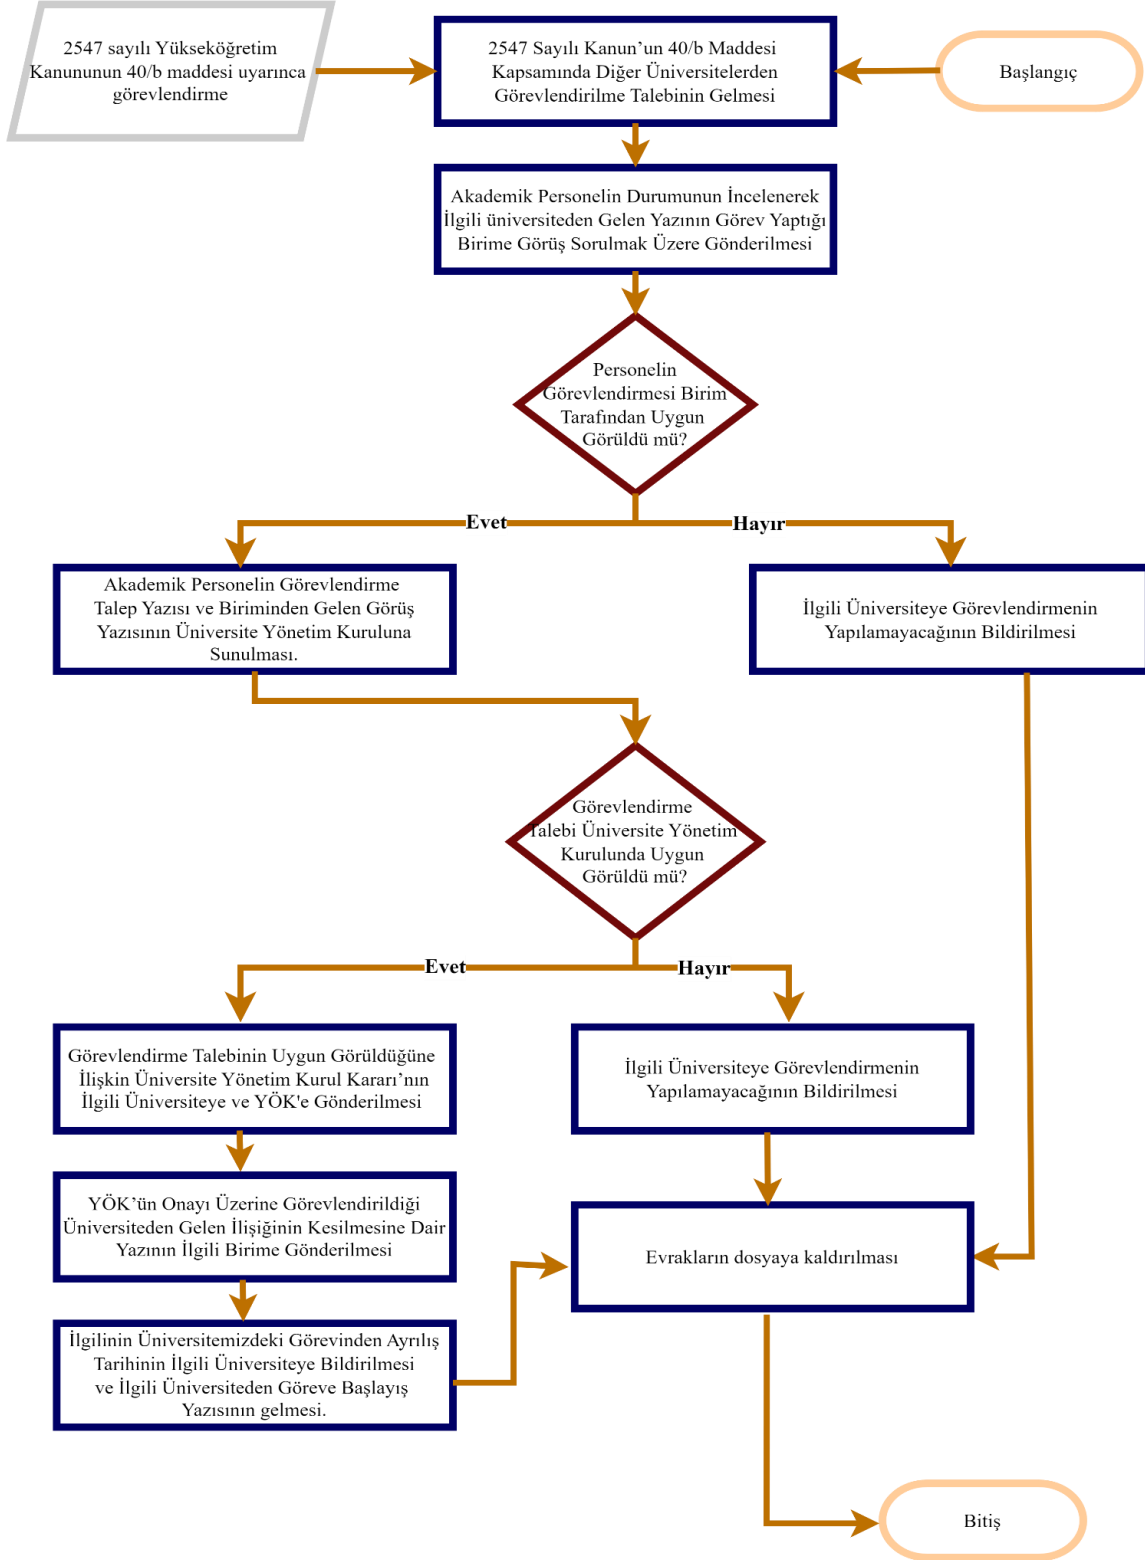 2547 sayılı Yükseköğretim
Kanununun 40/b maddesi uyarınca
görevlendirme
2547 Sayılı Kanun’un 40/b Maddesi
Kapsamında Diğer Üniversitelerden
Görevlendirilme Talebinin Gelmesi
Başlangıç
Akademik Personelin Durumunun İncelenerek
İlgili üniversiteden Gelen Yazının Görev Yaptığı
Birime Görüş Sorulmak Üzere Gönderilmesi
Personelin
Görevlendirmesi Birim
Tarafından Uygun
Görüldü mü?
Evet
Hayır
Akademik Personelin Görevlendirme
Talep Yazısı ve Biriminden Gelen Görüş
Yazısının Üniversite Yönetim Kuruluna
Sunulması.
İlgili Üniversiteye Görevlendirmenin
Yapılamayacağının Bildirilmesi
Görevlendirme
Talebi Üniversite Yönetim
Kurulunda Uygun
Görüldü mü?
Evet
Hayır
Görevlendirme Talebinin Uygun Görüldüğüne
İlişkin Üniversite Yönetim Kurul Kararı’nın
İlgili Üniversiteye ve YÖK'e Gönderilmesi
İlgili Üniversiteye Görevlendirmenin
Yapılamayacağının Bildirilmesi
YÖK’ün Onayı Üzerine Görevlendirildiği
Üniversiteden Gelen İlişiğinin Kesilmesine Dair
Yazının İlgili Birime Gönderilmesi
Evrakların dosyaya kaldırılması
İlgilinin Üniversitemizdeki Görevinden Ayrılış
Tarihinin İlgili Üniversiteye Bildirilmesi
ve İlgili Üniversiteden Göreve Başlayış
Yazısının gelmesi.
Bitiş